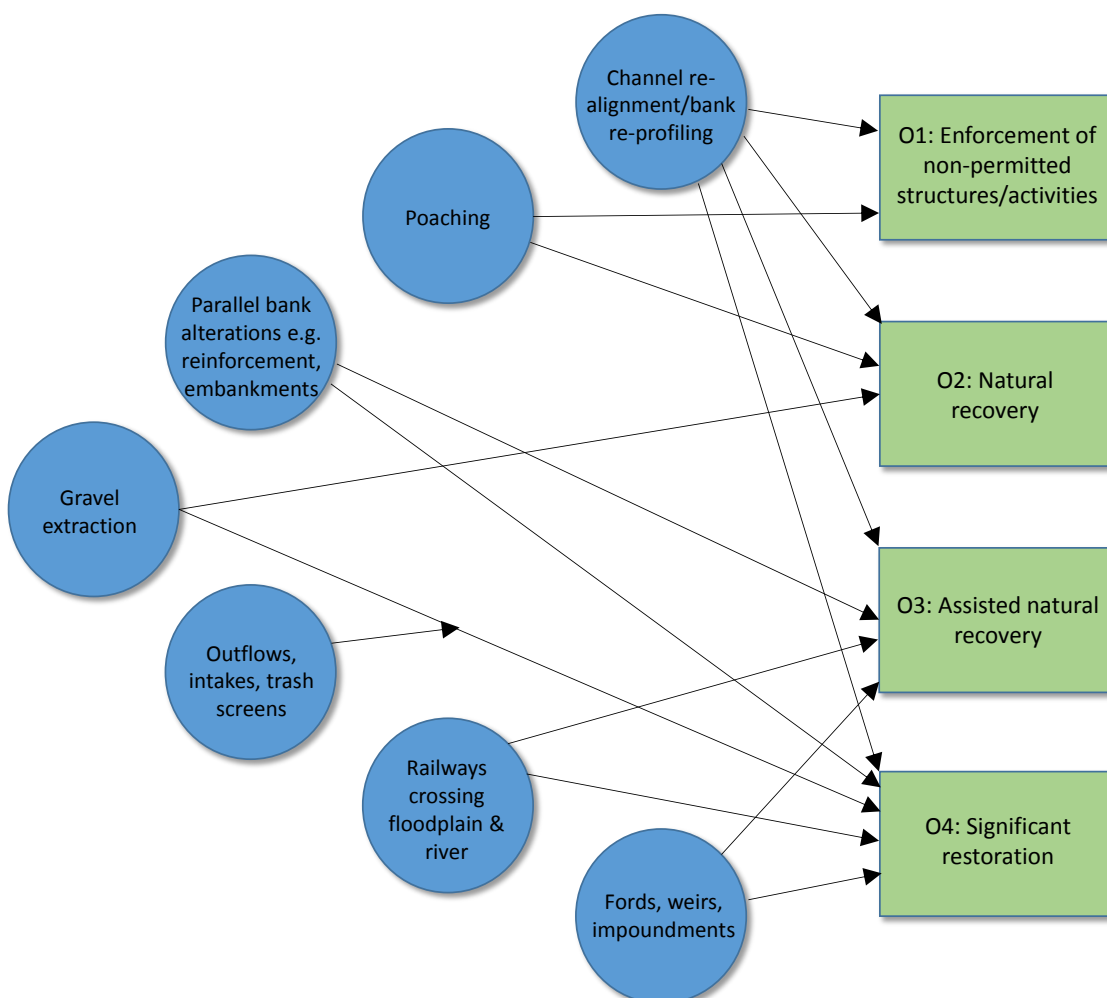 Channel re-
alignment/bank
re-profiling
O1: Enforcement of
non-permitted
structures/activities
Poaching
Parallel bank
alterations e.g.
reinforcement,
embankments
O2: Natural
recovery
Gravel
extraction
O3: Assisted natural
recovery
Outflows,
intakes, trash
screens
Railways
crossing
floodplain &
river
O4: Significant
restoration
Fords, weirs,
impoundments